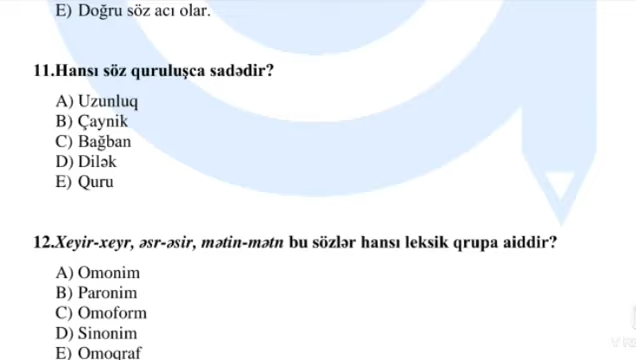 E) Doğru söz acı olar.
11.Hansı söz quruluşca sadədir?
A) Uzunluq
B) Çaynik
C) Bağban
D) Dilək
E) Quru
12.Xeyir-xeyr, əsr-əsir, mətin-mətn bu sözlər hansı leksik qrupa aiddir?
A) Omonim
B) Paronim
C) Omoform
D) Sinonim
E) Omoqraf